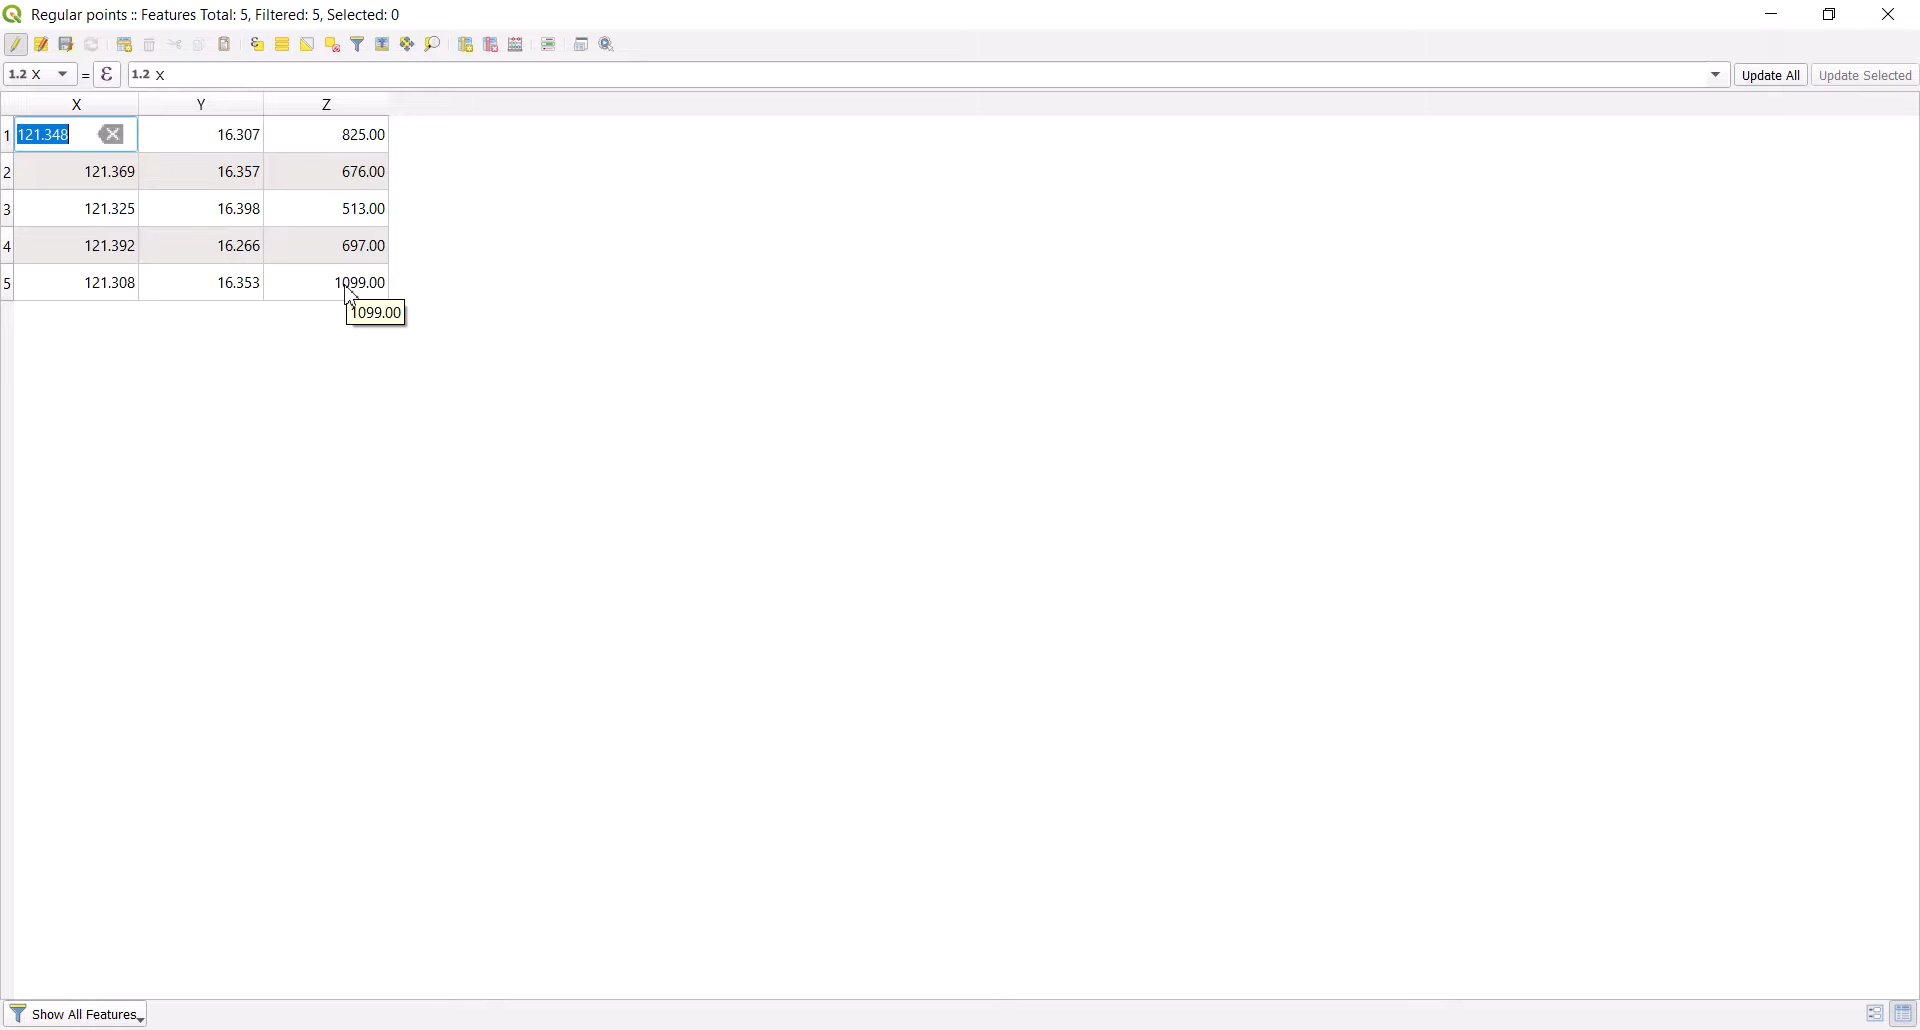 Regular points :: Features Total: 5, Filtered: 5, Selected: 0
1.2 X = ε 1.2 X Update All Update Selected
X Y Z
1 121.348 16.307 825.00
2 121.369 16.357 676.00
3 121.325 16.398 513.00
4 121.392 16.266 697.00
5 121.308 16.353 1099.00
1099.00
Show All Features